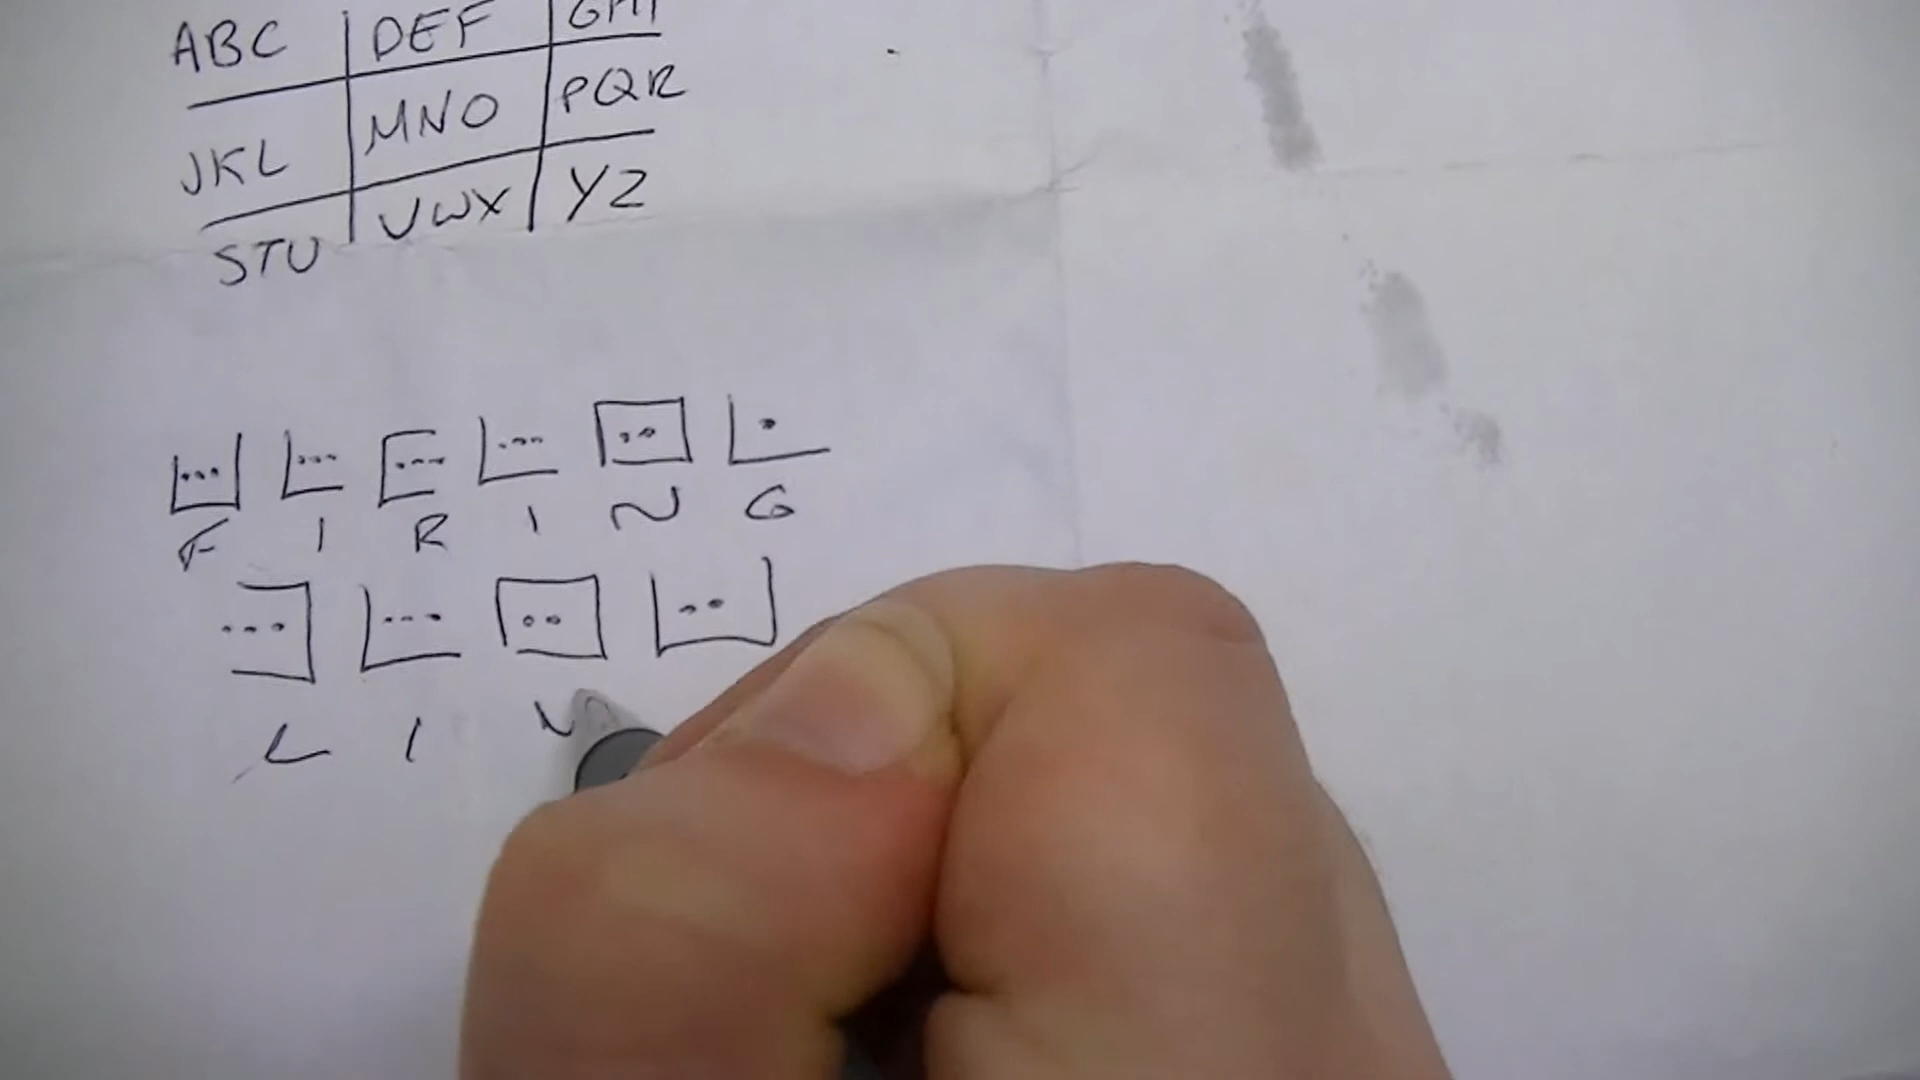 ABC DEF GHI
JKL MNO PQR
STU VWX YZ
F I R I N G
L I N